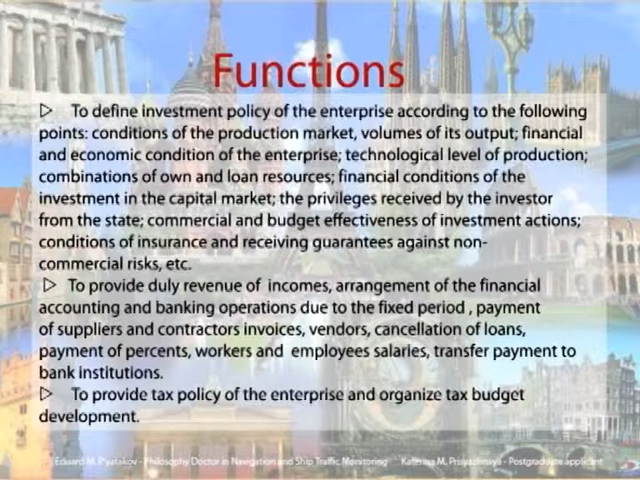 Functions
▷ To define investment policy of the enterprise according to the following
points: conditions of the production market, volumes of its output; financial
and economic condition of the enterprise; technological level of production;
combinations of own and loan resources; financial conditions of the
investment in the capital market; the privileges received by the investor
from the state; commercial and budget effectiveness of investment actions;
conditions of insurance and receiving guarantees against non-
commercial risks, etc.
▷ To provide duly revenue of incomes, arrangement of the financial
accounting and banking operations due to the fixed period , payment
of suppliers and contractors invoices, vendors, cancellation of loans,
payment of percents, workers and employees salaries, transfer payment to
bank institutions.
▷ To provide tax policy of the enterprise and organize tax budget
development.
Eduard M. Pyatakov - Philosophy Doctor in Navigation and Ship Traffic Monitoring Katerina M. - Postgraduate applicant